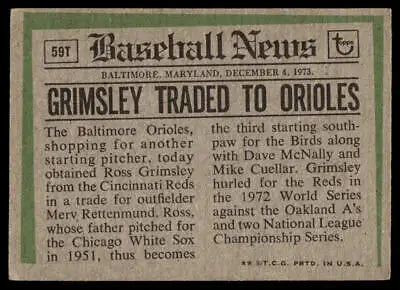 59T
Baseball News
topps
BALTIMORE, MARYLAND, DECEMBER 4, 1973.
GRIMSLEY TRADED TO ORIOLES
The Baltimore Orioles,
shopping for another
starting pitcher, today
obtained Ross Grimsley
from the Cincinnati Reds
in a trade for outfielder
Merv Rettenmund. Ross,
whose father pitched for
the Chicago White Sox
in 1951, thus becomes
the third starting south-
paw for the Birds along
with Dave McNally and
Mike Cuellar. Grimsley
hurled for the Reds in
the 1972 World Series
against the Oakland A's
and two National League
Championship Series.
** © T.C.G. PRTD. IN U.S.A.